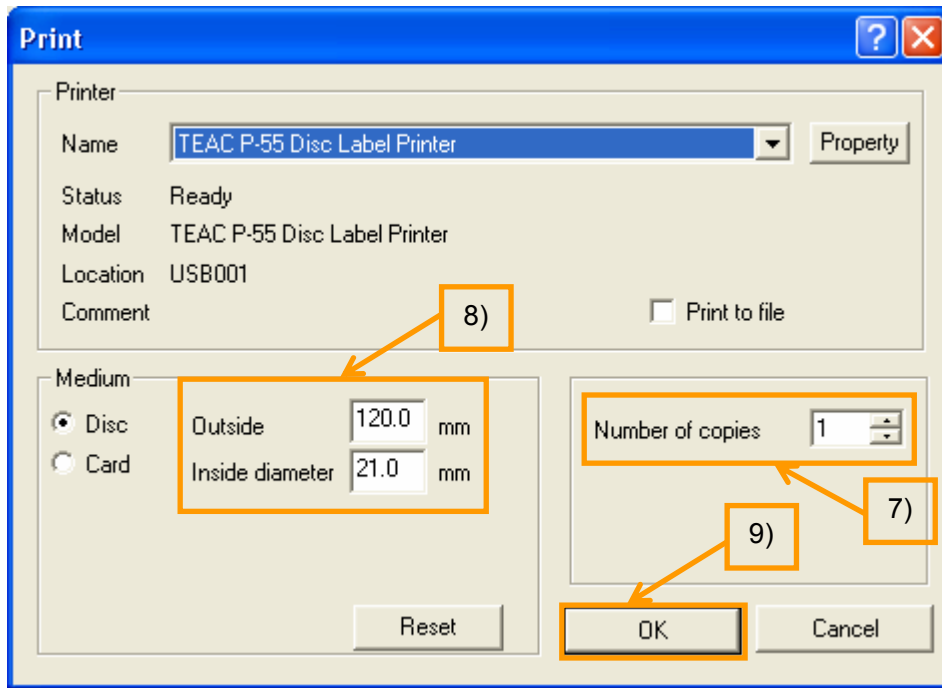 Print
Printer
Name TEAC P-55 Disc Label Printer Property
Status Ready
Model TEAC P-55 Disc Label Printer
Location USB001
Comment Print to file
8)
Medium
Disc
Card
Outside 120.0 mm
Inside diameter 21.0 mm
Reset
Number of copies 1
7)
9)
OK Cancel